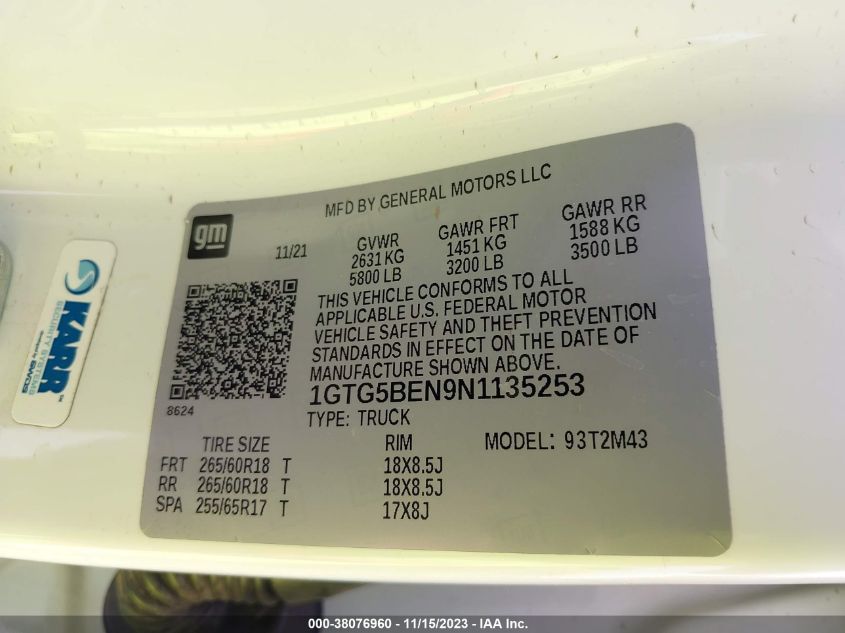 MFD BY GENERAL MOTORS LLC
gm
11/21
GVWR GAWR FRT GAWR RR
2631 KG 1451 KG 1588 KG
5800 LB 3200 LB 3500 LB
THIS VEHICLE CONFORMS TO ALL
APPLICABLE U.S. FEDERAL MOTOR
VEHICLE SAFETY AND THEFT PREVENTION
STANDARDS IN EFFECT ON THE DATE OF
MANUFACTURE SHOWN ABOVE.
8624
1GTG5BEN9N1135253
TYPE: TRUCK
TIRE SIZE RIM MODEL: 93T2M43
FRT 265/60R18 T 18X8.5J
RR 265/60R18 T 18X8.5J
SPA 255/65R17 T 17X8J
KARR
SECURITY SYSTEMS
000-38076960 - 11/15/2023 - IAA Inc.